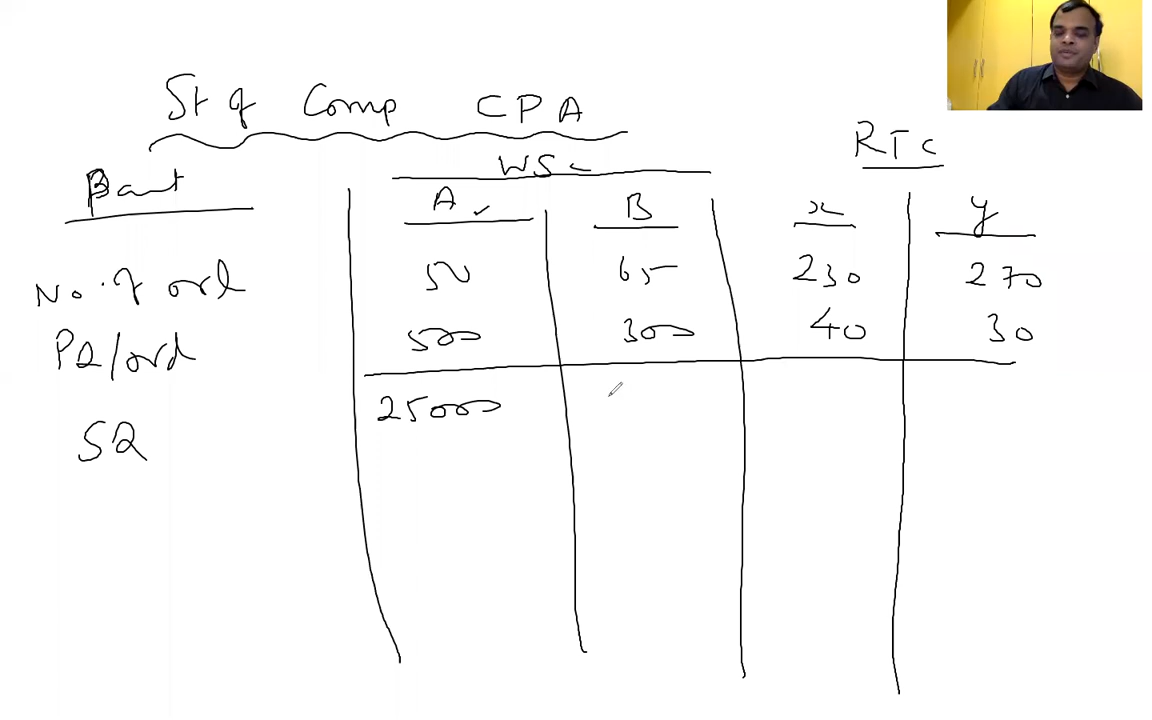 St of Comp CPA
RTC
WSC
Part
A B x y
No. of ord 50 65 230 270
PQ/ord 500 300 40 30
SQ 25000